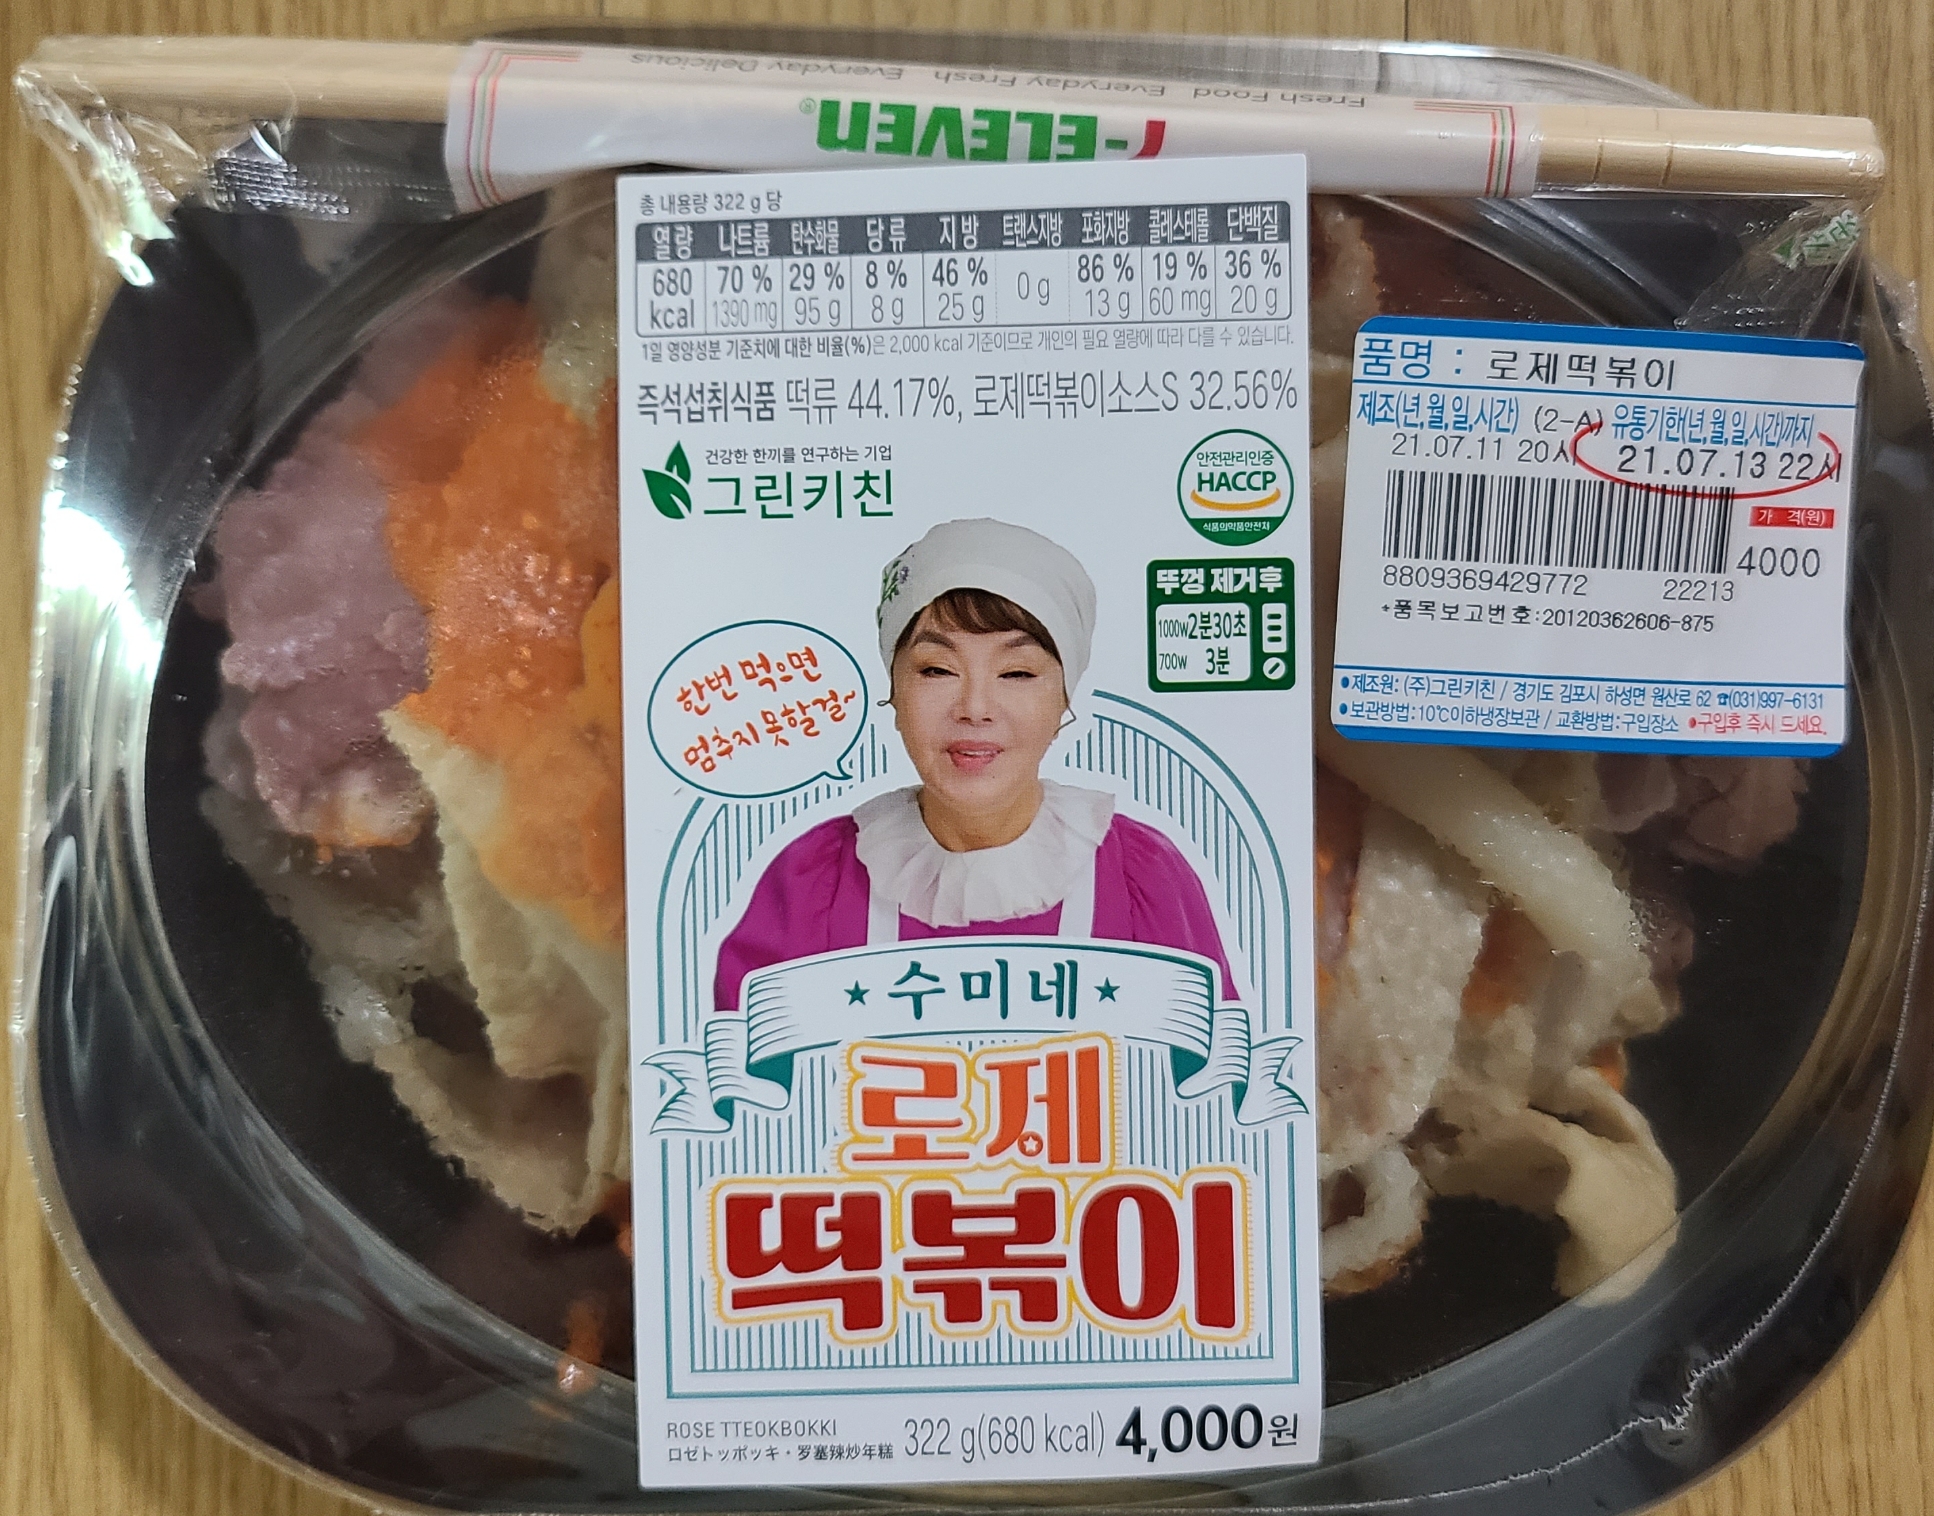 Fresh Food Everyday Fresh Everyday Delicious
7-ELEVEN®
총 내용량 322 g 당
열량 나트륨 탄수화물 당류 지방 트랜스지방 포화지방 콜레스테롤 단백질
680 70 % 29 % 8 % 46 % 0 g 86 % 19 % 36 %
kcal 1390 mg 95 g 8 g 25 g 13 g 60 mg 20 g
1일 영양성분 기준치에 대한 비율(%)은 2,000 kcal 기준이므로 개인의 필요 열량에 따라 다를 수 있습니다.
즉석섭취식품 떡류 44.17%, 로제떡볶이소스S 32.56%
건강한 한끼를 연구하는 기업
그린키친
안전관리인증
HACCP
식품의약품안전처
뚜껑 제거후
1000w 2분30초
700w 3분
한번 먹으면
멈추지 못할걸~
★ 수미네 ★
로제
떡볶이
ROSE TTEOKBOKKI
ロゼトッポッキ・罗塞辣炒年糕 322 g(680 kcal) 4,000원
품명 : 로제떡볶이
제조(년,월,일,시간) (2-A) 유통기한(년,월,일,시간)까지
21.07.11 20시 21.07.13 22시
가 격(원)
4000
8809369429772 22213
*품목보고번호:20120362606-875
●제조원: (주)그린키친 / 경기도 김포시 하성면 원산로 62 ☎(031)997-6131
●보관방법:10℃이하냉장보관 / 교환방법:구입장소 ●구입후 즉시 드세요.